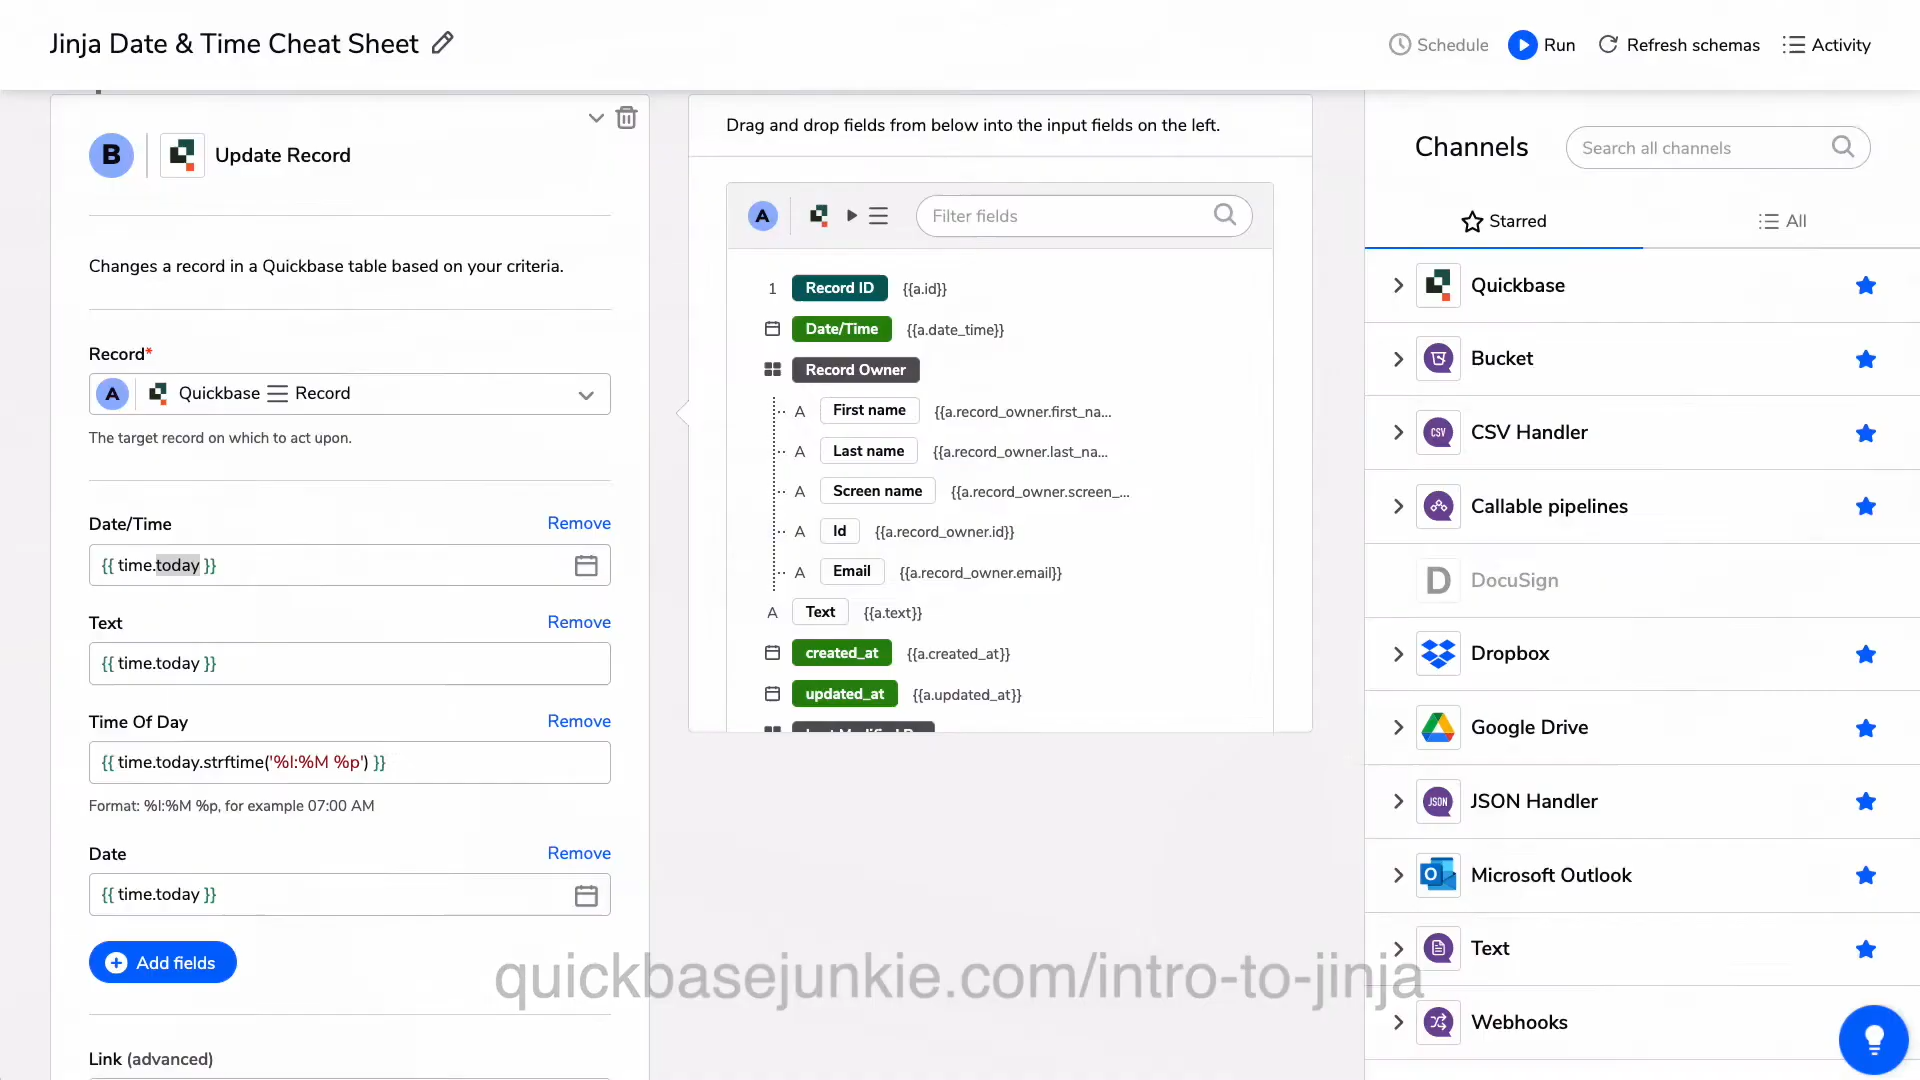 Jinja Date & Time Cheat Sheet
Schedule
Run
Refresh schemas
Activity
B
Update Record
Changes a record in a Quickbase table based on your criteria.
Record*
A Quickbase Record
The target record on which to act upon.
Date/Time Remove
{{ time.today }}
Text Remove
{{ time.today }}
Time Of Day Remove
{{ time.today.strftime('%I:%M %p') }}
Format: %I:%M %p, for example 07:00 AM
Date Remove
{{ time.today }}
Add fields
Link (advanced)
Drag and drop fields from below into the input fields on the left.
A Filter fields
1 Record ID {{a.id}}
Date/Time {{a.date_time}}
Record Owner
A First name {{a.record_owner.first_na...
A Last name {{a.record_owner.last_na...
A Screen name {{a.record_owner.screen_...
A Id {{a.record_owner.id}}
A Email {{a.record_owner.email}}
A Text {{a.text}}
created_at {{a.created_at}}
updated_at {{a.updated_at}}
Channels
Search all channels
Starred
All
Quickbase
Bucket
CSV CSV Handler
Callable pipelines
D DocuSign
Dropbox
Google Drive
JSON JSON Handler
O Microsoft Outlook
Text
Webhooks
quickbasejunkie.com/intro-to-jinja